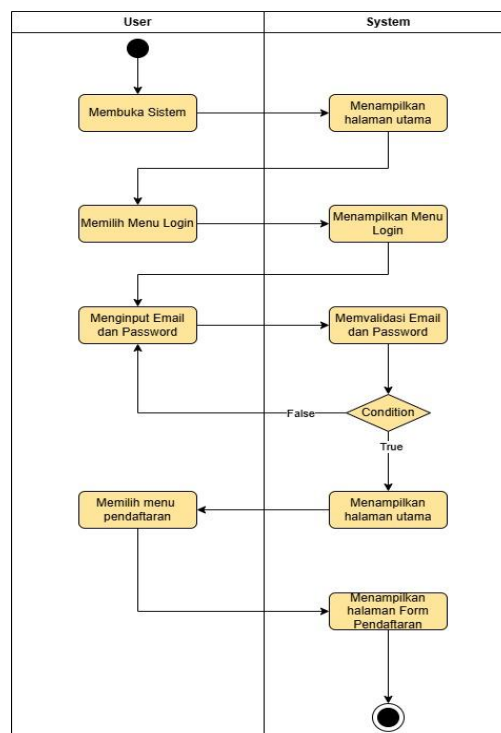 User
System
Membuka Sistem
Menampilkan
halaman utama
Memilih Menu Login
Menampilkan Menu
Login
Menginput Email
dan Password
Memvalidasi Email
dan Password
Condition
False
True
Menampilkan
halaman utama
Memilih menu
pendaftaran
Menampilkan
halaman Form
Pendaftaran